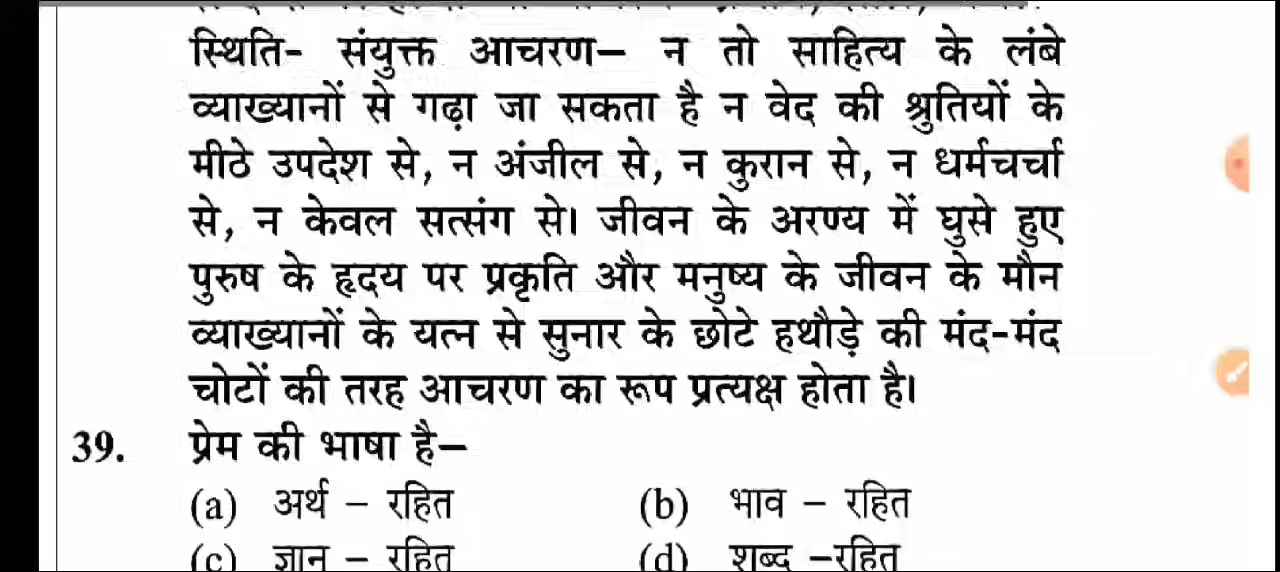 स्थिति- संयुक्त आचरण– न तो साहित्य के लंबे
व्याख्यानों से गढ़ा जा सकता है न वेद की श्रुतियों के
मीठे उपदेश से, न अंजील से, न कुरान से, न धर्मचर्चा
से, न केवल सत्संग से। जीवन के अरण्य में घुसे हुए
पुरुष के हृदय पर प्रकृति और मनुष्य के जीवन के मौन
व्याख्यानों के यत्न से सुनार के छोटे हथौड़े की मंद-मंद
चोटों की तरह आचरण का रूप प्रत्यक्ष होता है।
39. प्रेम की भाषा है–
(a) अर्थ – रहित (b) भाव – रहित
(c) ज्ञान – रहित (d) शब्द –रहित